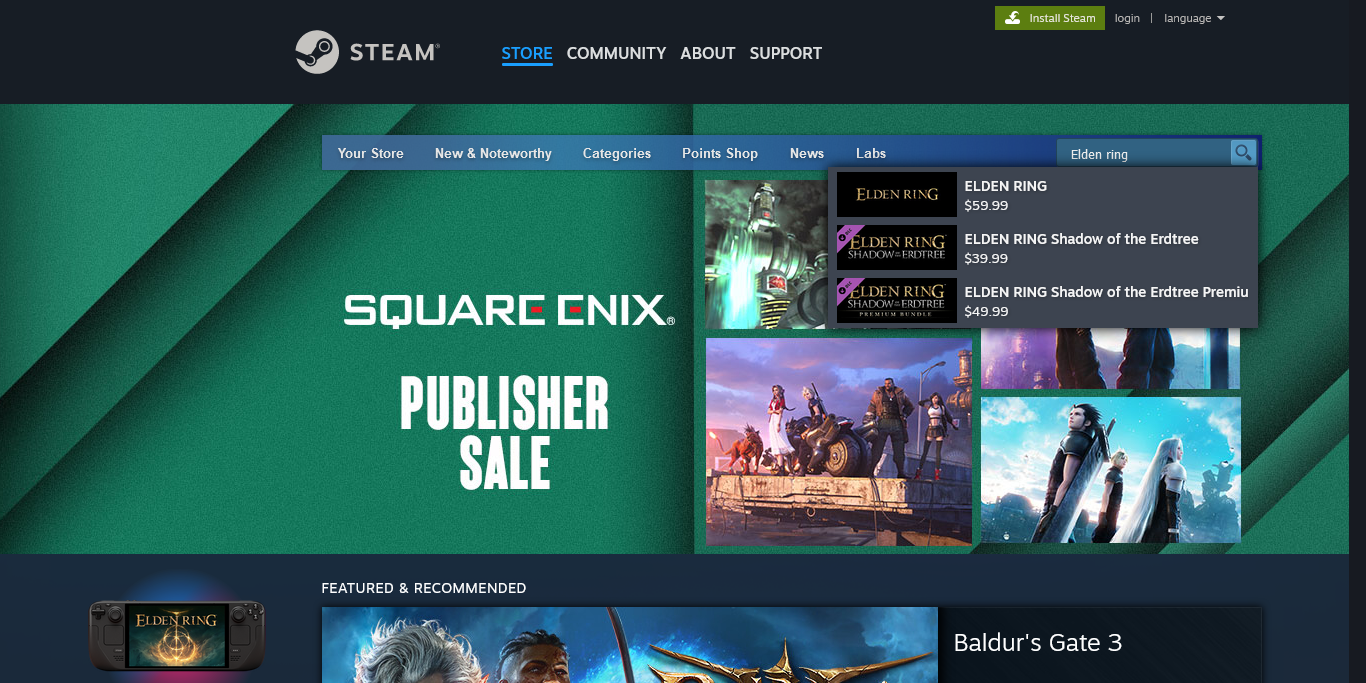 Install Steam login | language
STEAM®
STORE COMMUNITY ABOUT SUPPORT
Your Store New & Noteworthy Categories Points Shop News Labs
Elden ring
ELDEN RING
ELDEN RING
$59.99
ELDEN RING
SHADOW OF THE ERDTREE
ELDEN RING Shadow of the Erdtree
$39.99
ELDEN RING
SHADOW OF THE ERDTREE
PREMIUM BUNDLE
ELDEN RING Shadow of the Erdtree Premiu
$49.99
SQUARE ENIX®
PUBLISHER
SALE
FEATURED & RECOMMENDED
ELDEN RING
Baldur's Gate 3